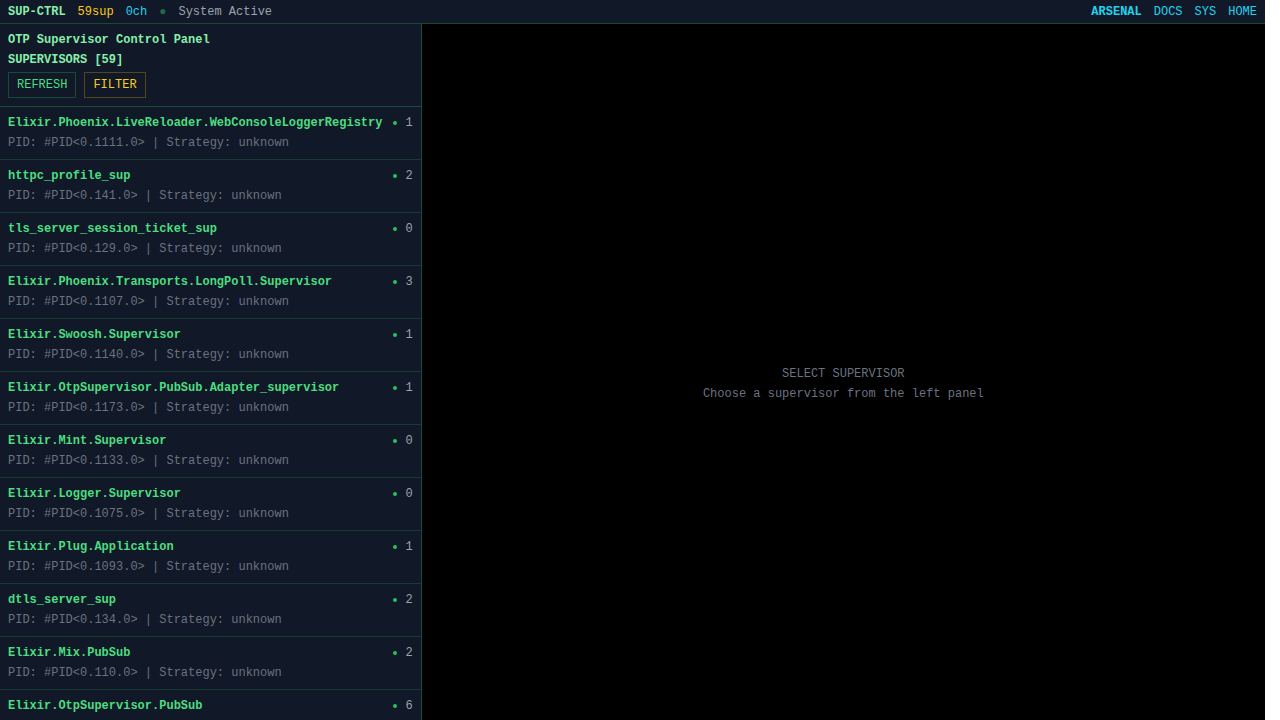 SUP-CTRL 59sup 0ch ● System Active ARSENAL DOCS SYS HOME
OTP Supervisor Control Panel
SUPERVISORS [59]
REFRESH FILTER
Elixir.Phoenix.LiveReloader.WebConsoleLoggerRegistry ● 1
PID: #PID<0.1111.0> | Strategy: unknown
httpc_profile_sup ● 2
PID: #PID<0.141.0> | Strategy: unknown
tls_server_session_ticket_sup ● 0
PID: #PID<0.129.0> | Strategy: unknown
Elixir.Phoenix.Transports.LongPoll.Supervisor ● 3
PID: #PID<0.1107.0> | Strategy: unknown
Elixir.Swoosh.Supervisor ● 1
PID: #PID<0.1140.0> | Strategy: unknown
Elixir.OtpSupervisor.PubSub.Adapter_supervisor ● 1
PID: #PID<0.1173.0> | Strategy: unknown
Elixir.Mint.Supervisor ● 0
PID: #PID<0.1133.0> | Strategy: unknown
Elixir.Logger.Supervisor ● 0
PID: #PID<0.1075.0> | Strategy: unknown
Elixir.Plug.Application ● 1
PID: #PID<0.1093.0> | Strategy: unknown
dtls_server_sup ● 2
PID: #PID<0.134.0> | Strategy: unknown
Elixir.Mix.PubSub ● 2
PID: #PID<0.110.0> | Strategy: unknown
Elixir.OtpSupervisor.PubSub ● 6
SELECT SUPERVISOR
Choose a supervisor from the left panel